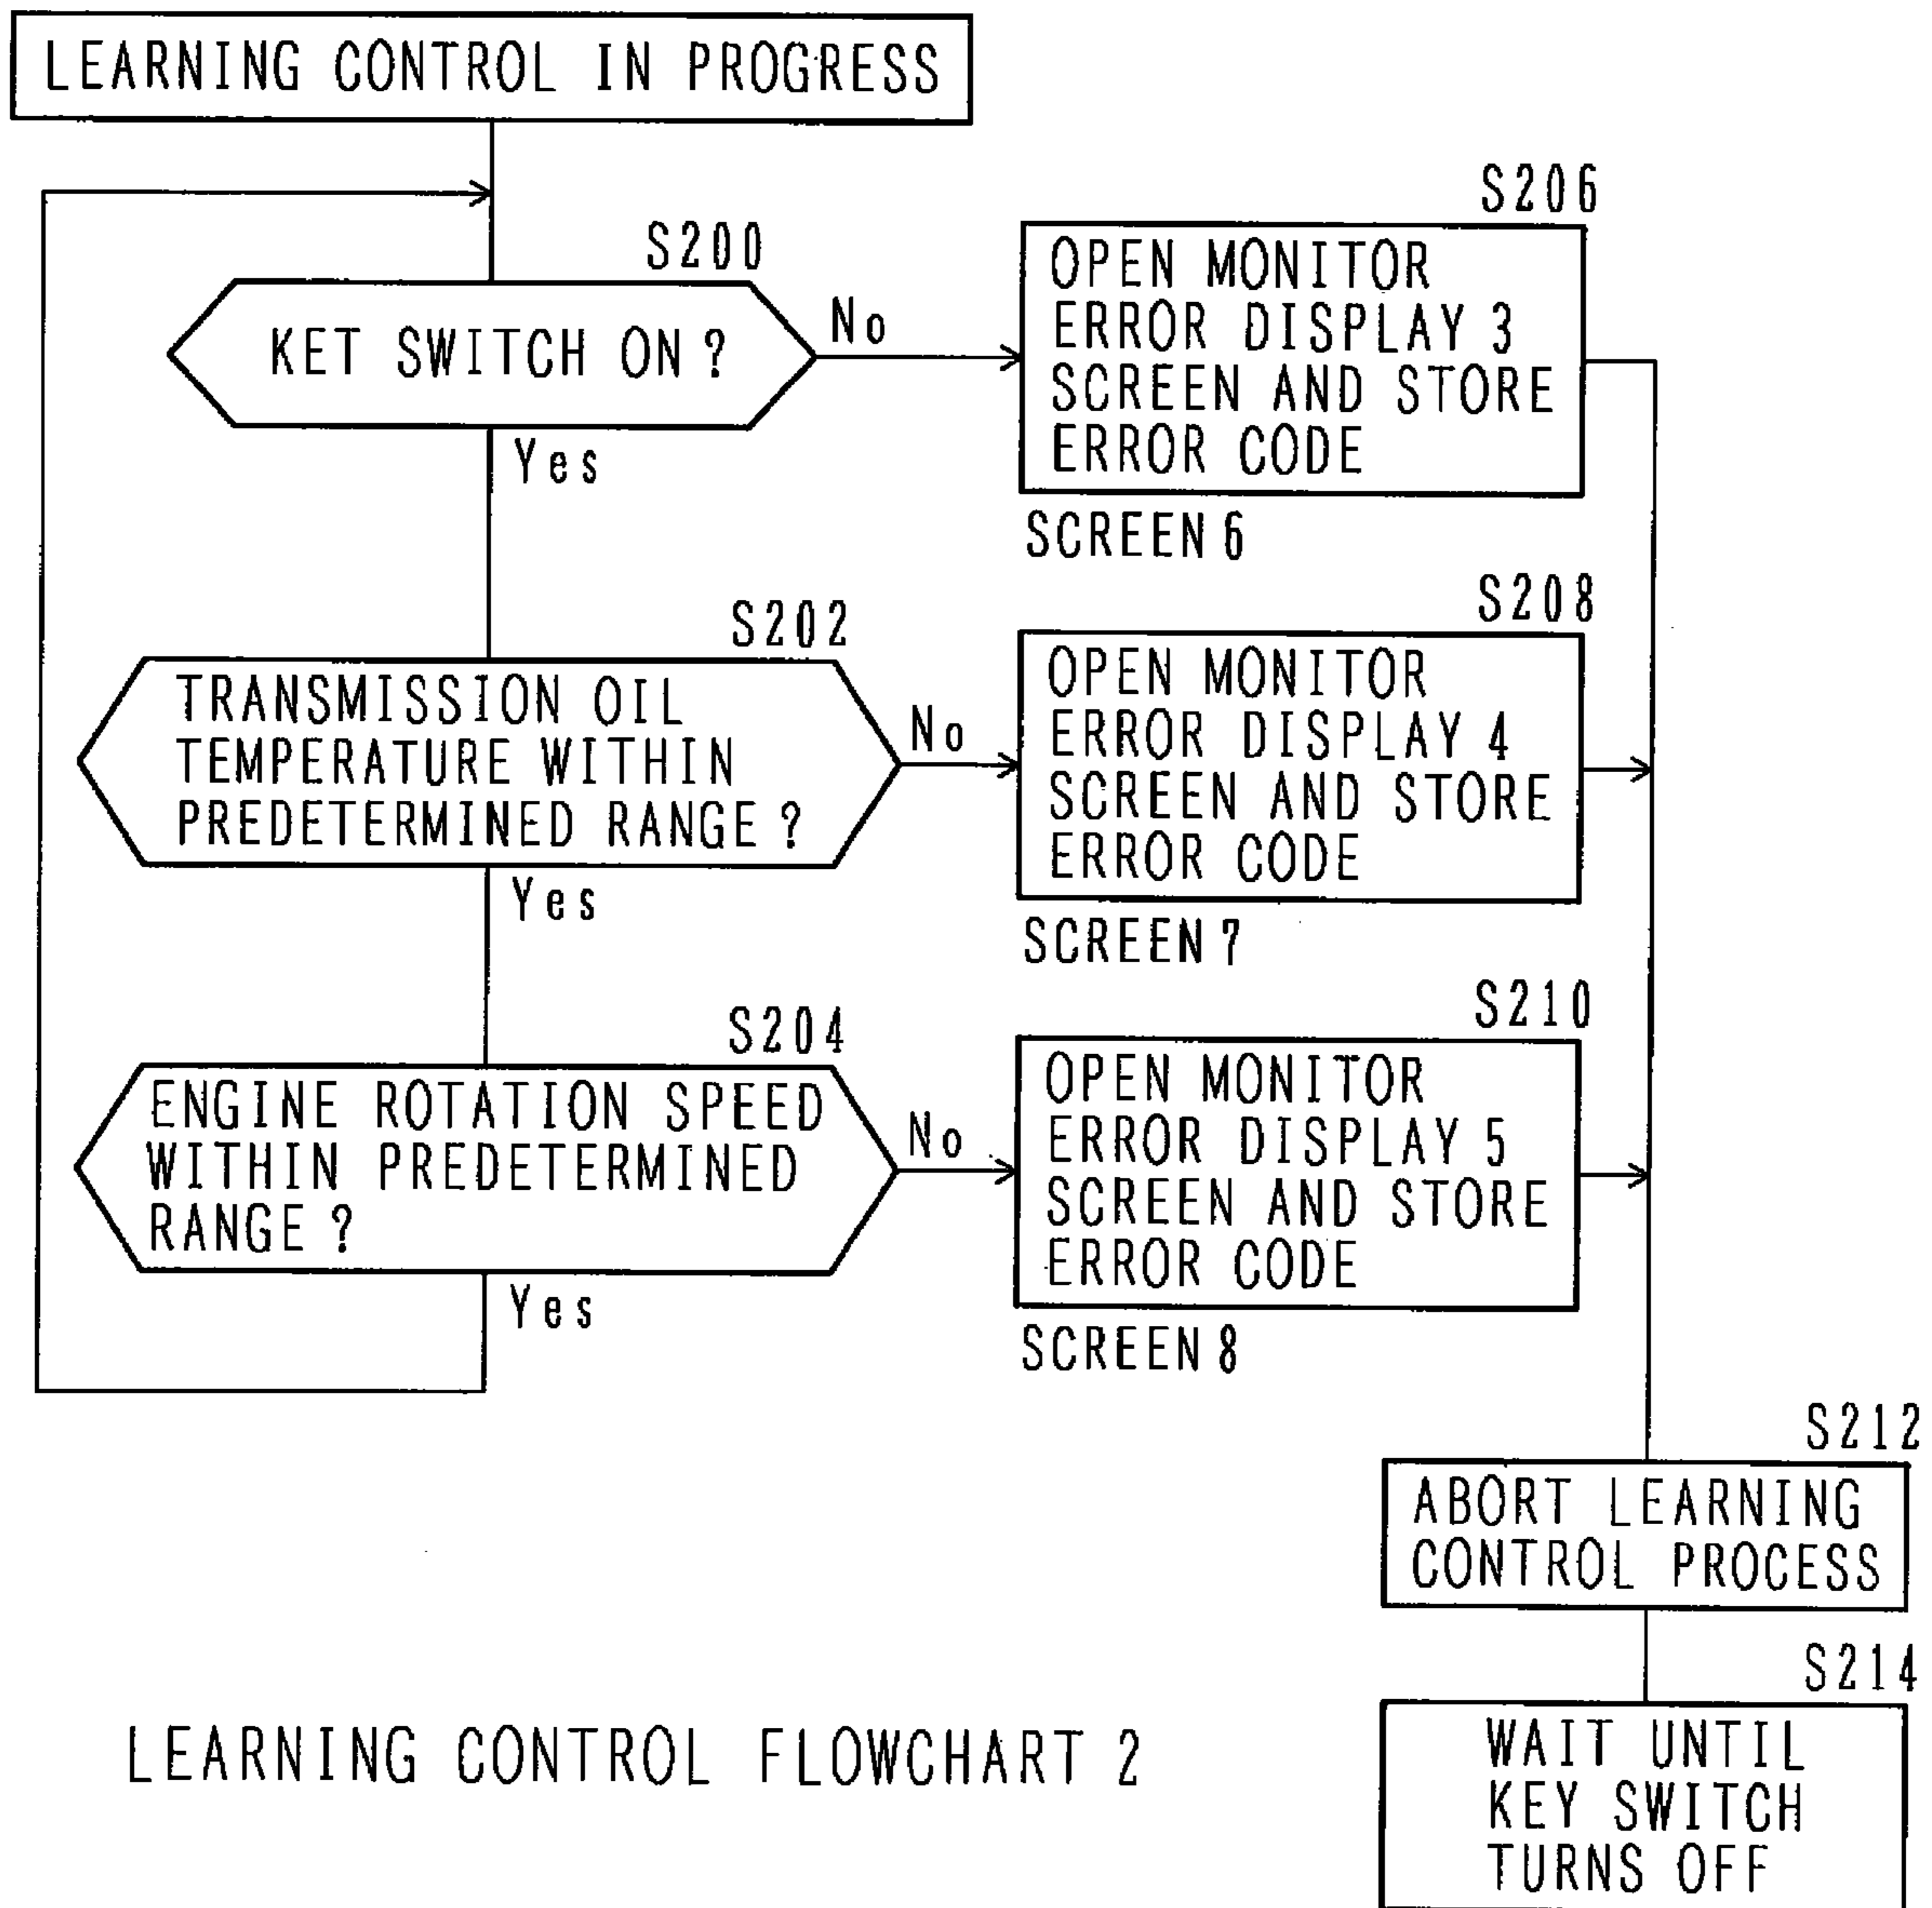 LEARNING CONTROL IN PROGRESS
S200
KET SWITCH ON?
No
Yes
S206
OPEN MONITOR
ERROR DISPLAY 3
SCREEN AND STORE
ERROR CODE
SCREEN 6
S202
TRANSMISSION OIL
TEMPERATURE WITHIN
PREDETERMINED RANGE?
No
Yes
S208
OPEN MONITOR
ERROR DISPLAY 4
SCREEN AND STORE
ERROR CODE
SCREEN 7
S204
ENGINE ROTATION SPEED
WITHIN PREDETERMINED
RANGE?
No
Yes
S210
OPEN MONITOR
ERROR DISPLAY 5
SCREEN AND STORE
ERROR CODE
SCREEN 8
S212
ABORT LEARNING
CONTROL PROCESS
S214
WAIT UNTIL
KEY SWITCH
TURNS OFF
LEARNING CONTROL FLOWCHART 2